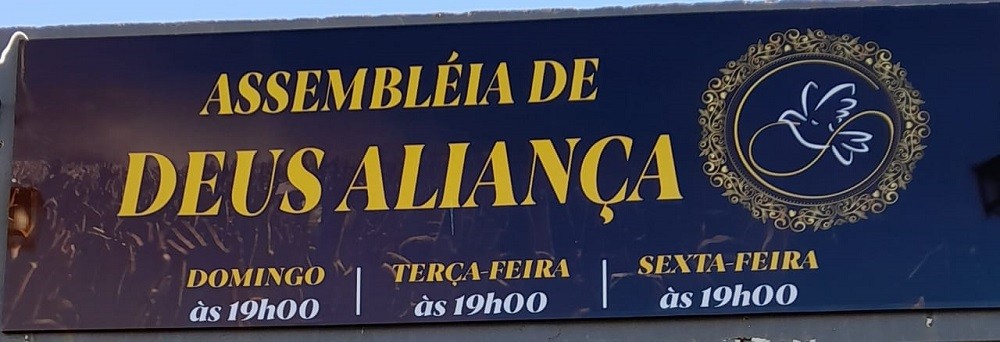 ASSEMBLÉIA DE
DEUS ALIANÇA
DOMINGO
às 19h00
TERÇA-FEIRA
às 19h00
SEXTA-FEIRA
às 19h00